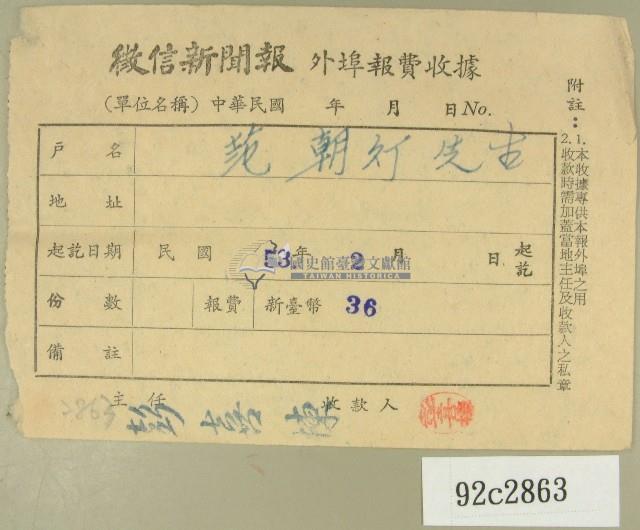 徵信新聞報 外埠報費收據
(單位名稱) 中華民國 年 月 日 No.
戶名 范朝灯先生
地址
起訖日期 民國 53.年 2 月 日 起訖
份數 報費 新臺幣 36
備註
主任 彭 收款人
附註：
1.本收據專供本報外埠之用
2.收款時需加蓋當地主任及收款人之私章
國史館臺灣文獻館
TAIWAN HISTORICA
92c2863